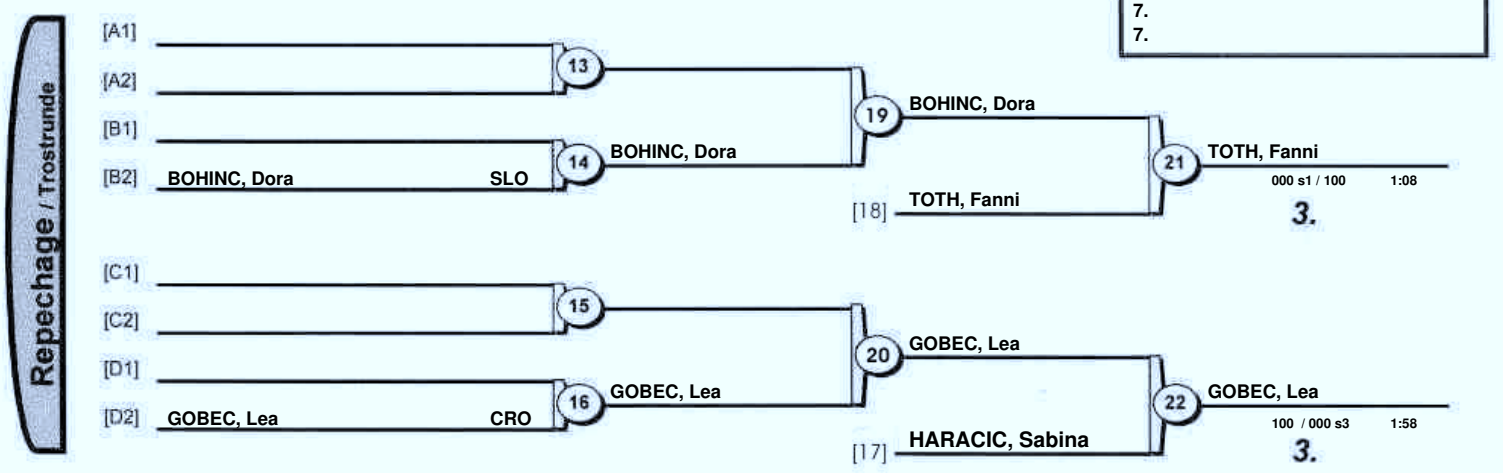 7.
7.
Repechage / Trostrunde
[A1]
13
[A2]
19
BOHINC, Dora
[B1]
14
BOHINC, Dora
21
TOTH, Fanni
[B2] BOHINC, Dora SLO
000 s1 / 100 1:08
[18] TOTH, Fanni
3.
[C1]
15
[C2]
20
GOBEC, Lea
[D1]
16
GOBEC, Lea
22
GOBEC, Lea
[D2] GOBEC, Lea CRO
100 / 000 s3 1:58
[17] HARACIC, Sabina
3.